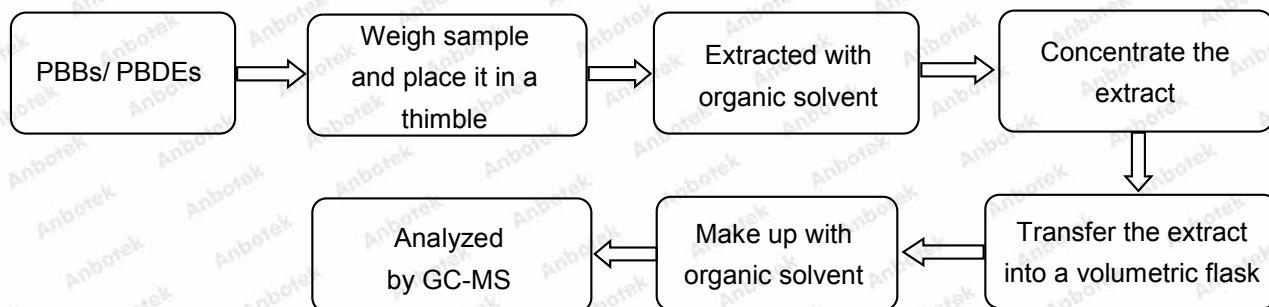 PBBs/ PBDEs
Weigh sample
and place it in a
thimble
Extracted with
organic solvent
Concentrate the
extract
Transfer the extract
into a volumetric flask
Make up with
organic solvent
Analyzed
by GC-MS
Anbotek